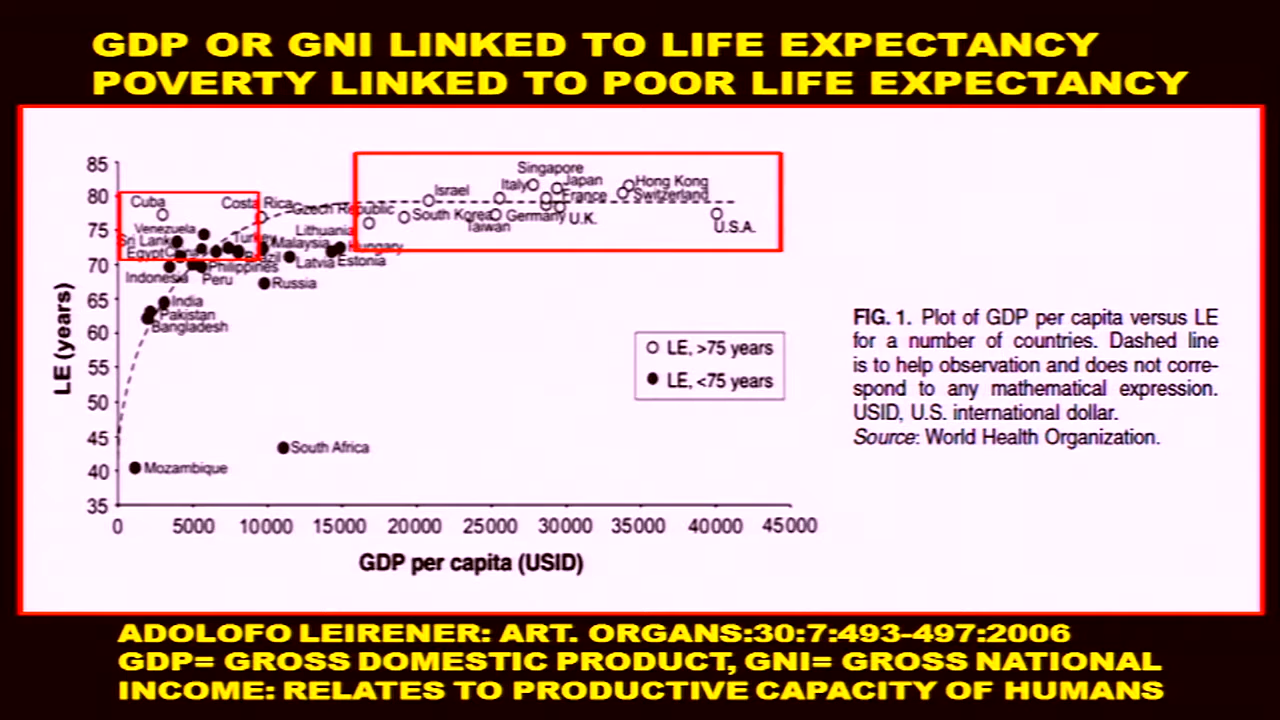 GDP OR GNI LINKED TO LIFE EXPECTANCY
POVERTY LINKED TO POOR LIFE EXPECTANCY
85
80
75
70
65
60
55
50
45
40
35
LE (years)
Singapore
Italy
Japan
Hong Kong
Israel
France
Switzerland
Cuba
Costa Rica
Czech Republic
South Korea
Germany
U.K.
Taiwan
U.S.A.
Venezuela
Lithuania
Sri Lanka
Turkey
Malaysia
Hungary
Egypt
China
Brazil
Latvia
Estonia
Indonesia
Philippines
Peru
Russia
India
Pakistan
Bangladesh
South Africa
Mozambique
LE, >75 years
LE, <75 years
0 5000 10000 15000 20000 25000 30000 35000 40000 45000
GDP per capita (USID)
FIG. 1. Plot of GDP per capita versus LE
for a number of countries. Dashed line
is to help observation and does not corre-
spond to any mathematical expression.
USID, U.S. international dollar.
Source: World Health Organization.
ADOLOFO LEIRENER: ART. ORGANS:30:7:493-497:2006
GDP= GROSS DOMESTIC PRODUCT, GNI= GROSS NATIONAL
INCOME: RELATES TO PRODUCTIVE CAPACITY OF HUMANS